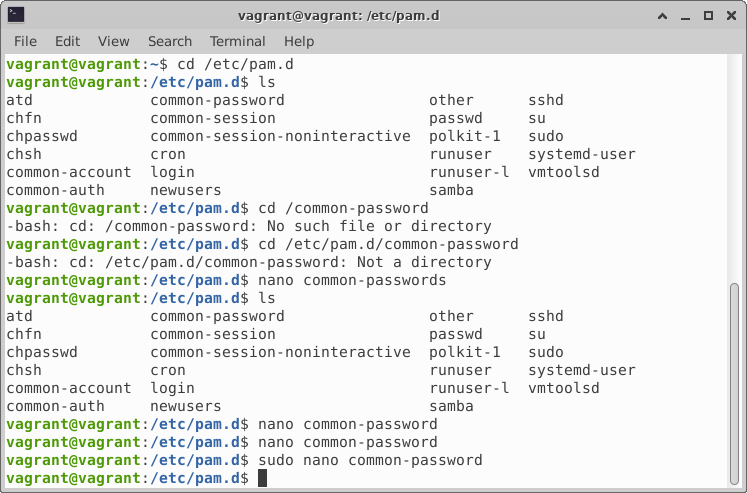 vagrant@vagrant: /etc/pam.d
File Edit View Search Terminal Help
vagrant@vagrant:~$ cd /etc/pam.d
vagrant@vagrant:/etc/pam.d$ ls
atd             common-password                other      sshd
chfn            common-session                 passwd     su
chpasswd        common-session-noninteractive  polkit-1   sudo
chsh            cron                           runuser    systemd-user
common-account  login                          runuser-l  vmtoolsd
common-auth     newusers                       samba
vagrant@vagrant:/etc/pam.d$ cd /common-password
-bash: cd: /common-password: No such file or directory
vagrant@vagrant:/etc/pam.d$ cd /etc/pam.d/common-password
-bash: cd: /etc/pam.d/common-password: Not a directory
vagrant@vagrant:/etc/pam.d$ nano common-passwords
vagrant@vagrant:/etc/pam.d$ ls
atd             common-password                other      sshd
chfn            common-session                 passwd     su
chpasswd        common-session-noninteractive  polkit-1   sudo
chsh            cron                           runuser    systemd-user
common-account  login                          runuser-l  vmtoolsd
common-auth     newusers                       samba
vagrant@vagrant:/etc/pam.d$ nano common-password
vagrant@vagrant:/etc/pam.d$ nano common-password
vagrant@vagrant:/etc/pam.d$ sudo nano common-password
vagrant@vagrant:/etc/pam.d$